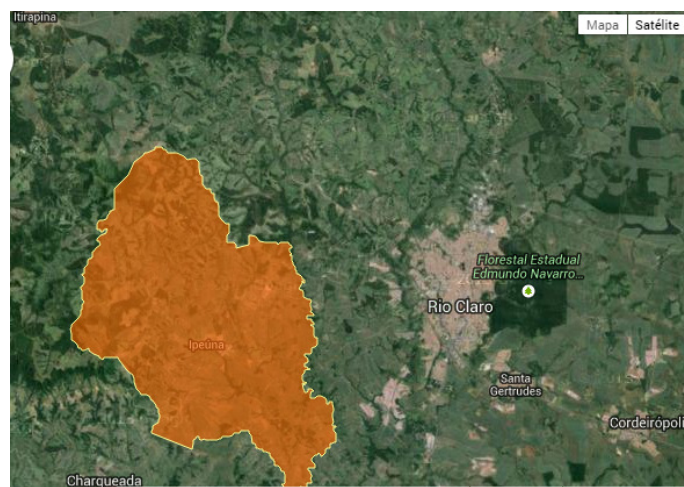 Itirapina
Mapa
Satélite
Florestal Estadual
Edmundo Navarro...
Rio Claro
Ipeúna
Santa
Gertrudes
Cordeirópoli
Charqueada